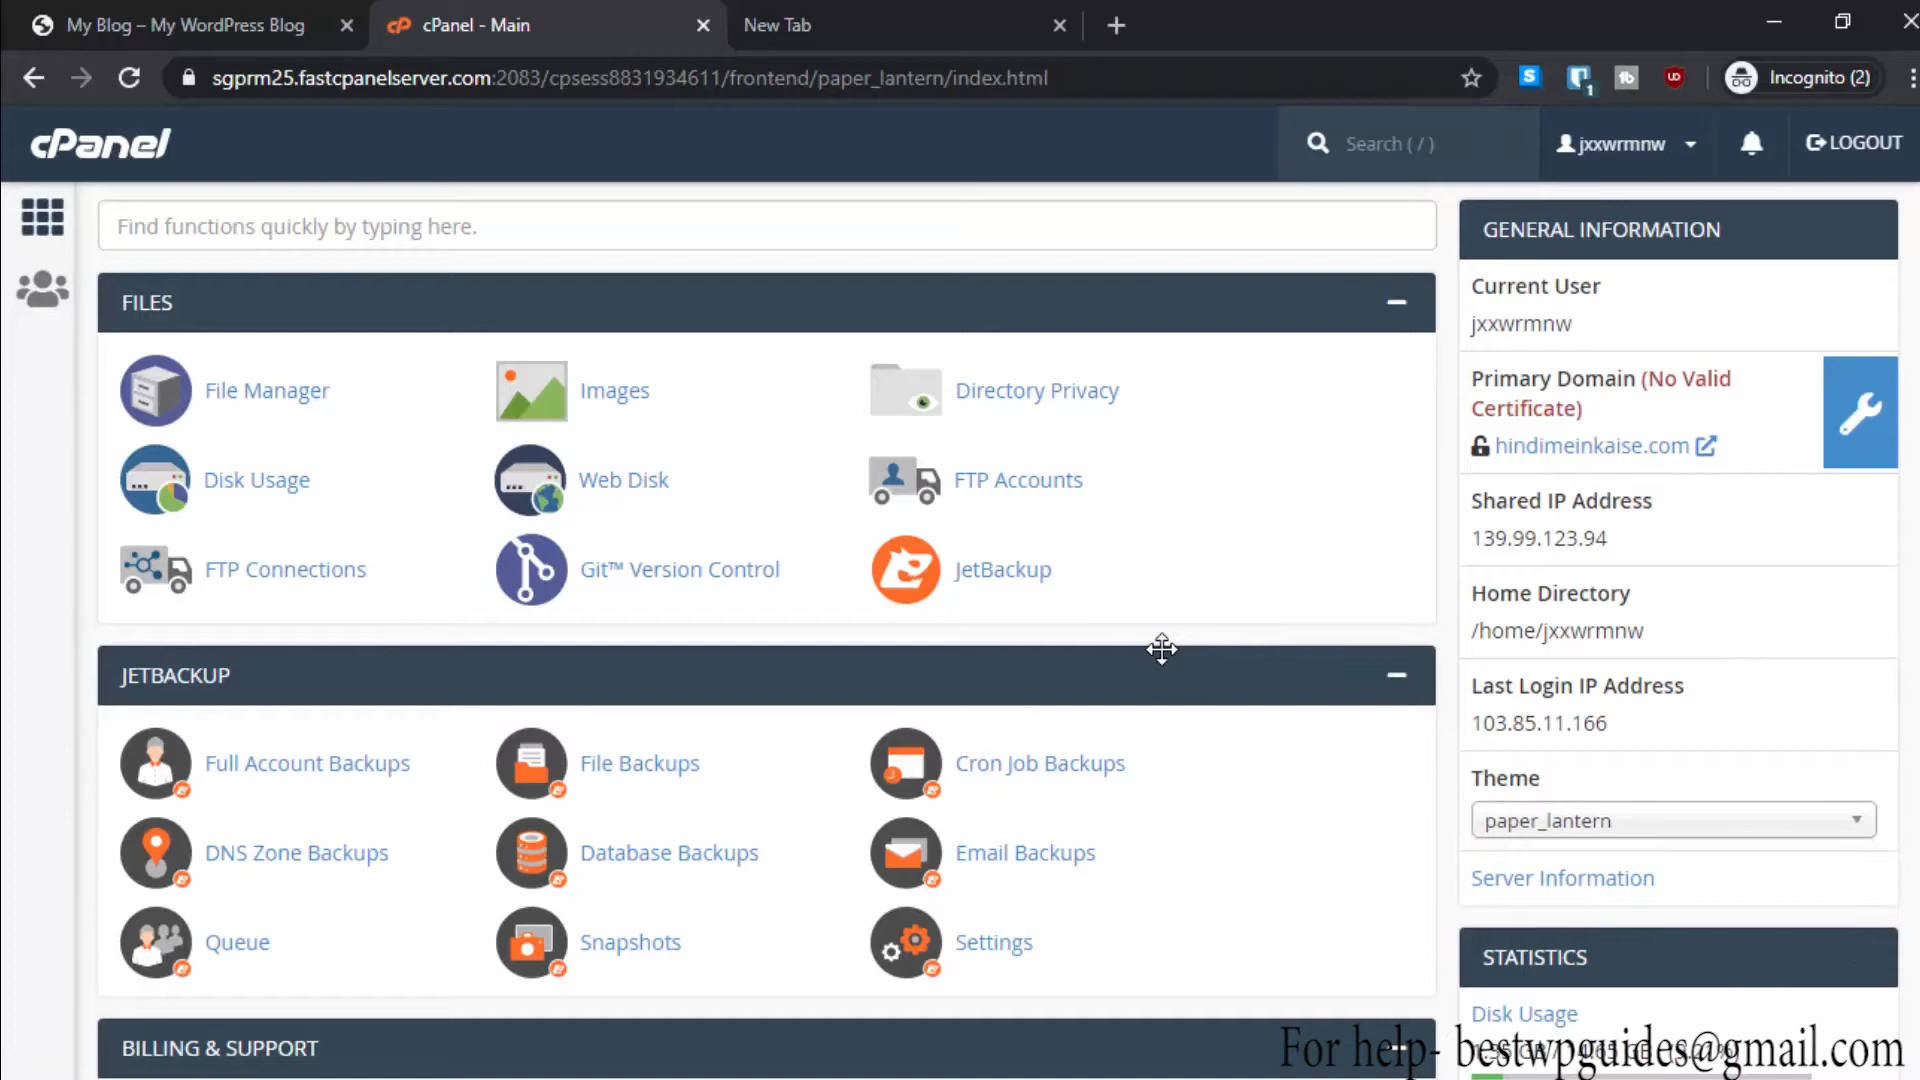 My Blog – My WordPress Blog
cPanel - Main
New Tab
sgprm25.fastcpanelserver.com:2083/cpsess8831934611/frontend/paper_lantern/index.html
Incognito (2)
cPanel
Search ( / )
jxxwrmnw
LOGOUT
Find functions quickly by typing here.
FILES
File Manager
Images
Directory Privacy
Disk Usage
Web Disk
FTP Accounts
FTP Connections
Git™ Version Control
JetBackup
JETBACKUP
Full Account Backups
File Backups
Cron Job Backups
DNS Zone Backups
Database Backups
Email Backups
Queue
Snapshots
Settings
BILLING & SUPPORT
GENERAL INFORMATION
Current User
jxxwrmnw
Primary Domain (No Valid
Certificate)
hindimeinkaise.com
Shared IP Address
139.99.123.94
Home Directory
/home/jxxwrmnw
Last Login IP Address
103.85.11.166
Theme
paper_lantern
Server Information
STATISTICS
Disk Usage
For help- bestwpguides@gmail.com